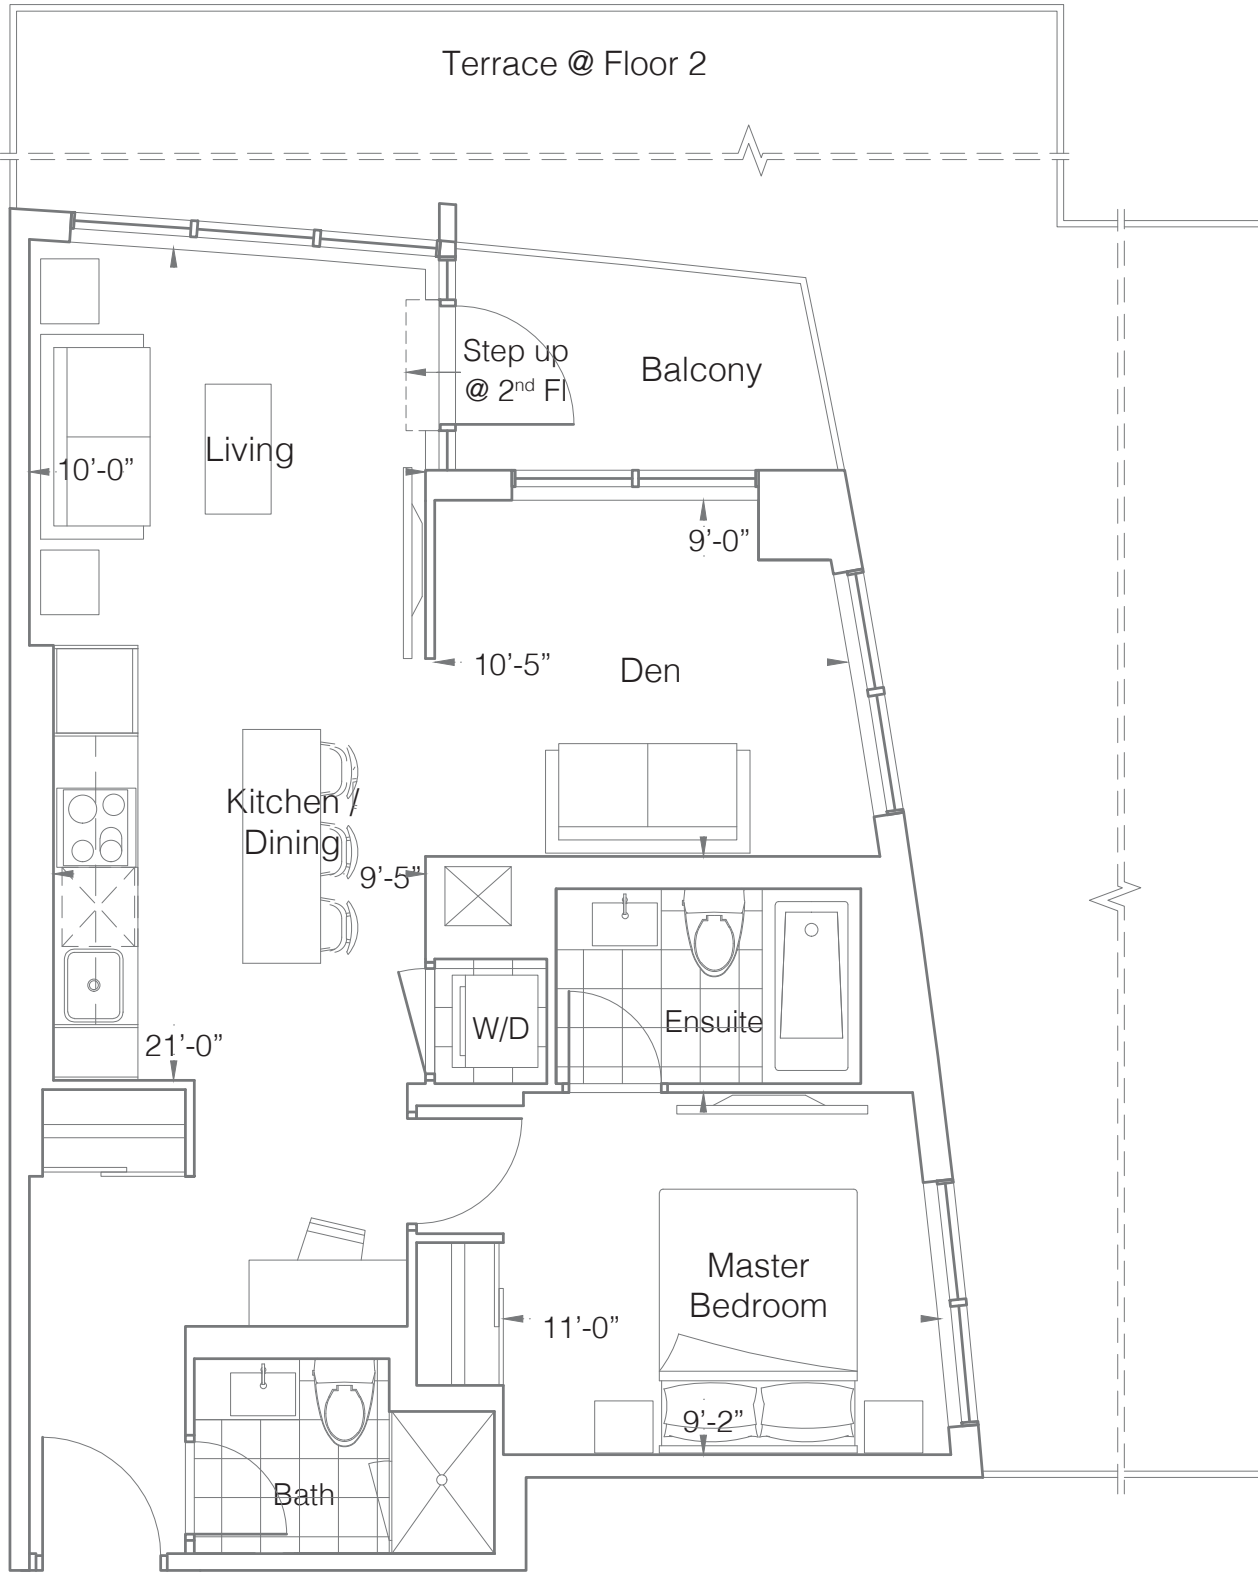 Terrace @ Floor 2
Step up
@ 2nd Fl
Balcony
Living
10’-0”
9’-0”
10’-5”
Den
Kitchen /
Dining
9’-5”
W/D
Ensuite
21’-0”
Master
Bedroom
11’-0”
9’-2”
Bath